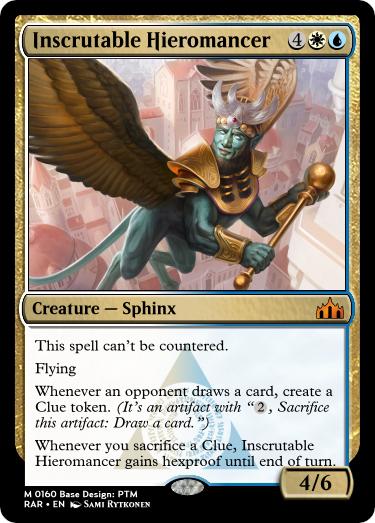 Inscrutable Hieromancer 4
Creature — Sphinx
This spell can't be countered.
Flying
Whenever an opponent draws a card, create a
Clue token. (It's an artifact with “2, Sacrifice
this artifact: Draw a card.”)
Whenever you sacrifice a Clue, Inscrutable
Hieromancer gains hexproof until end of turn.
4/6
M 0160 Base Design: PTM
RAR • EN Sami Rytkonen